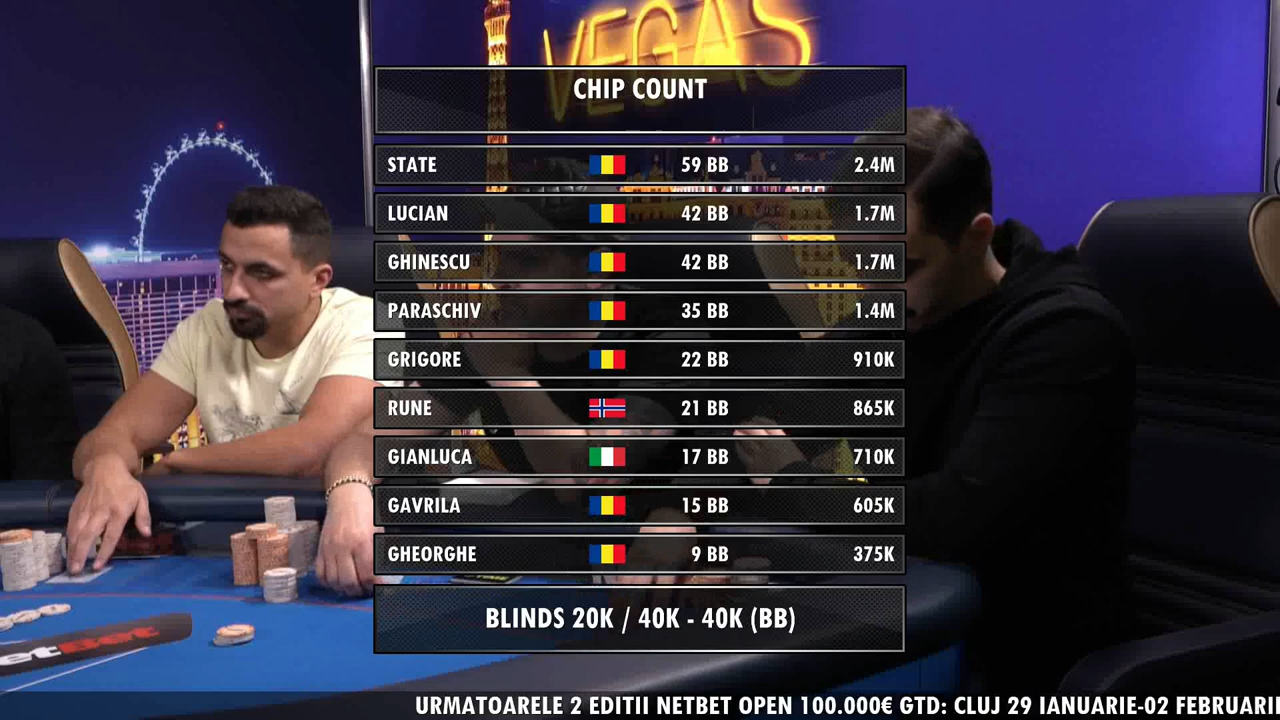 VEGAS
CHIP COUNT
STATE 59 BB 2.4M
LUCIAN 42 BB 1.7M
GHINESCU 42 BB 1.7M
PARASCHIV 35 BB 1.4M
GRIGORE 22 BB 910K
RUNE 21 BB 865K
GIANLUCA 17 BB 710K
GAVRILA 15 BB 605K
GHEORGHE 9 BB 375K
BLINDS 20K / 40K - 40K (BB)
etBet
URMATOARELE 2 EDITII NETBET OPEN 100.000€ GTD: CLUJ 29 IANUARIE-02 FEBRUARI